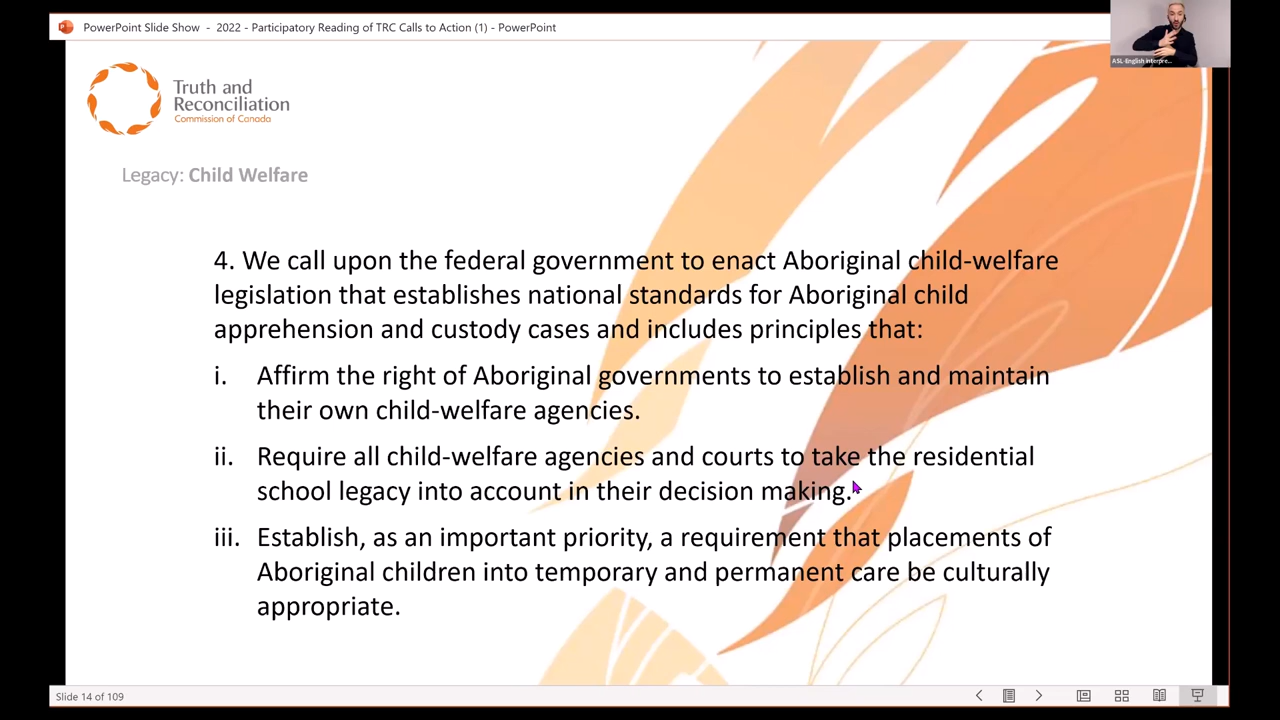 PowerPoint Slide Show - 2022 - Participatory Reading of TRC Calls to Action (1) - PowerPoint
ASL-English interpre...
Truth and
Reconciliation
Commission of Canada
Legacy: Child Welfare
4. We call upon the federal government to enact Aboriginal child-welfare
legislation that establishes national standards for Aboriginal child
apprehension and custody cases and includes principles that:
i. Affirm the right of Aboriginal governments to establish and maintain
their own child-welfare agencies.
ii. Require all child-welfare agencies and courts to take the residential
school legacy into account in their decision making.
iii. Establish, as an important priority, a requirement that placements of
Aboriginal children into temporary and permanent care be culturally
appropriate.
Slide 14 of 109